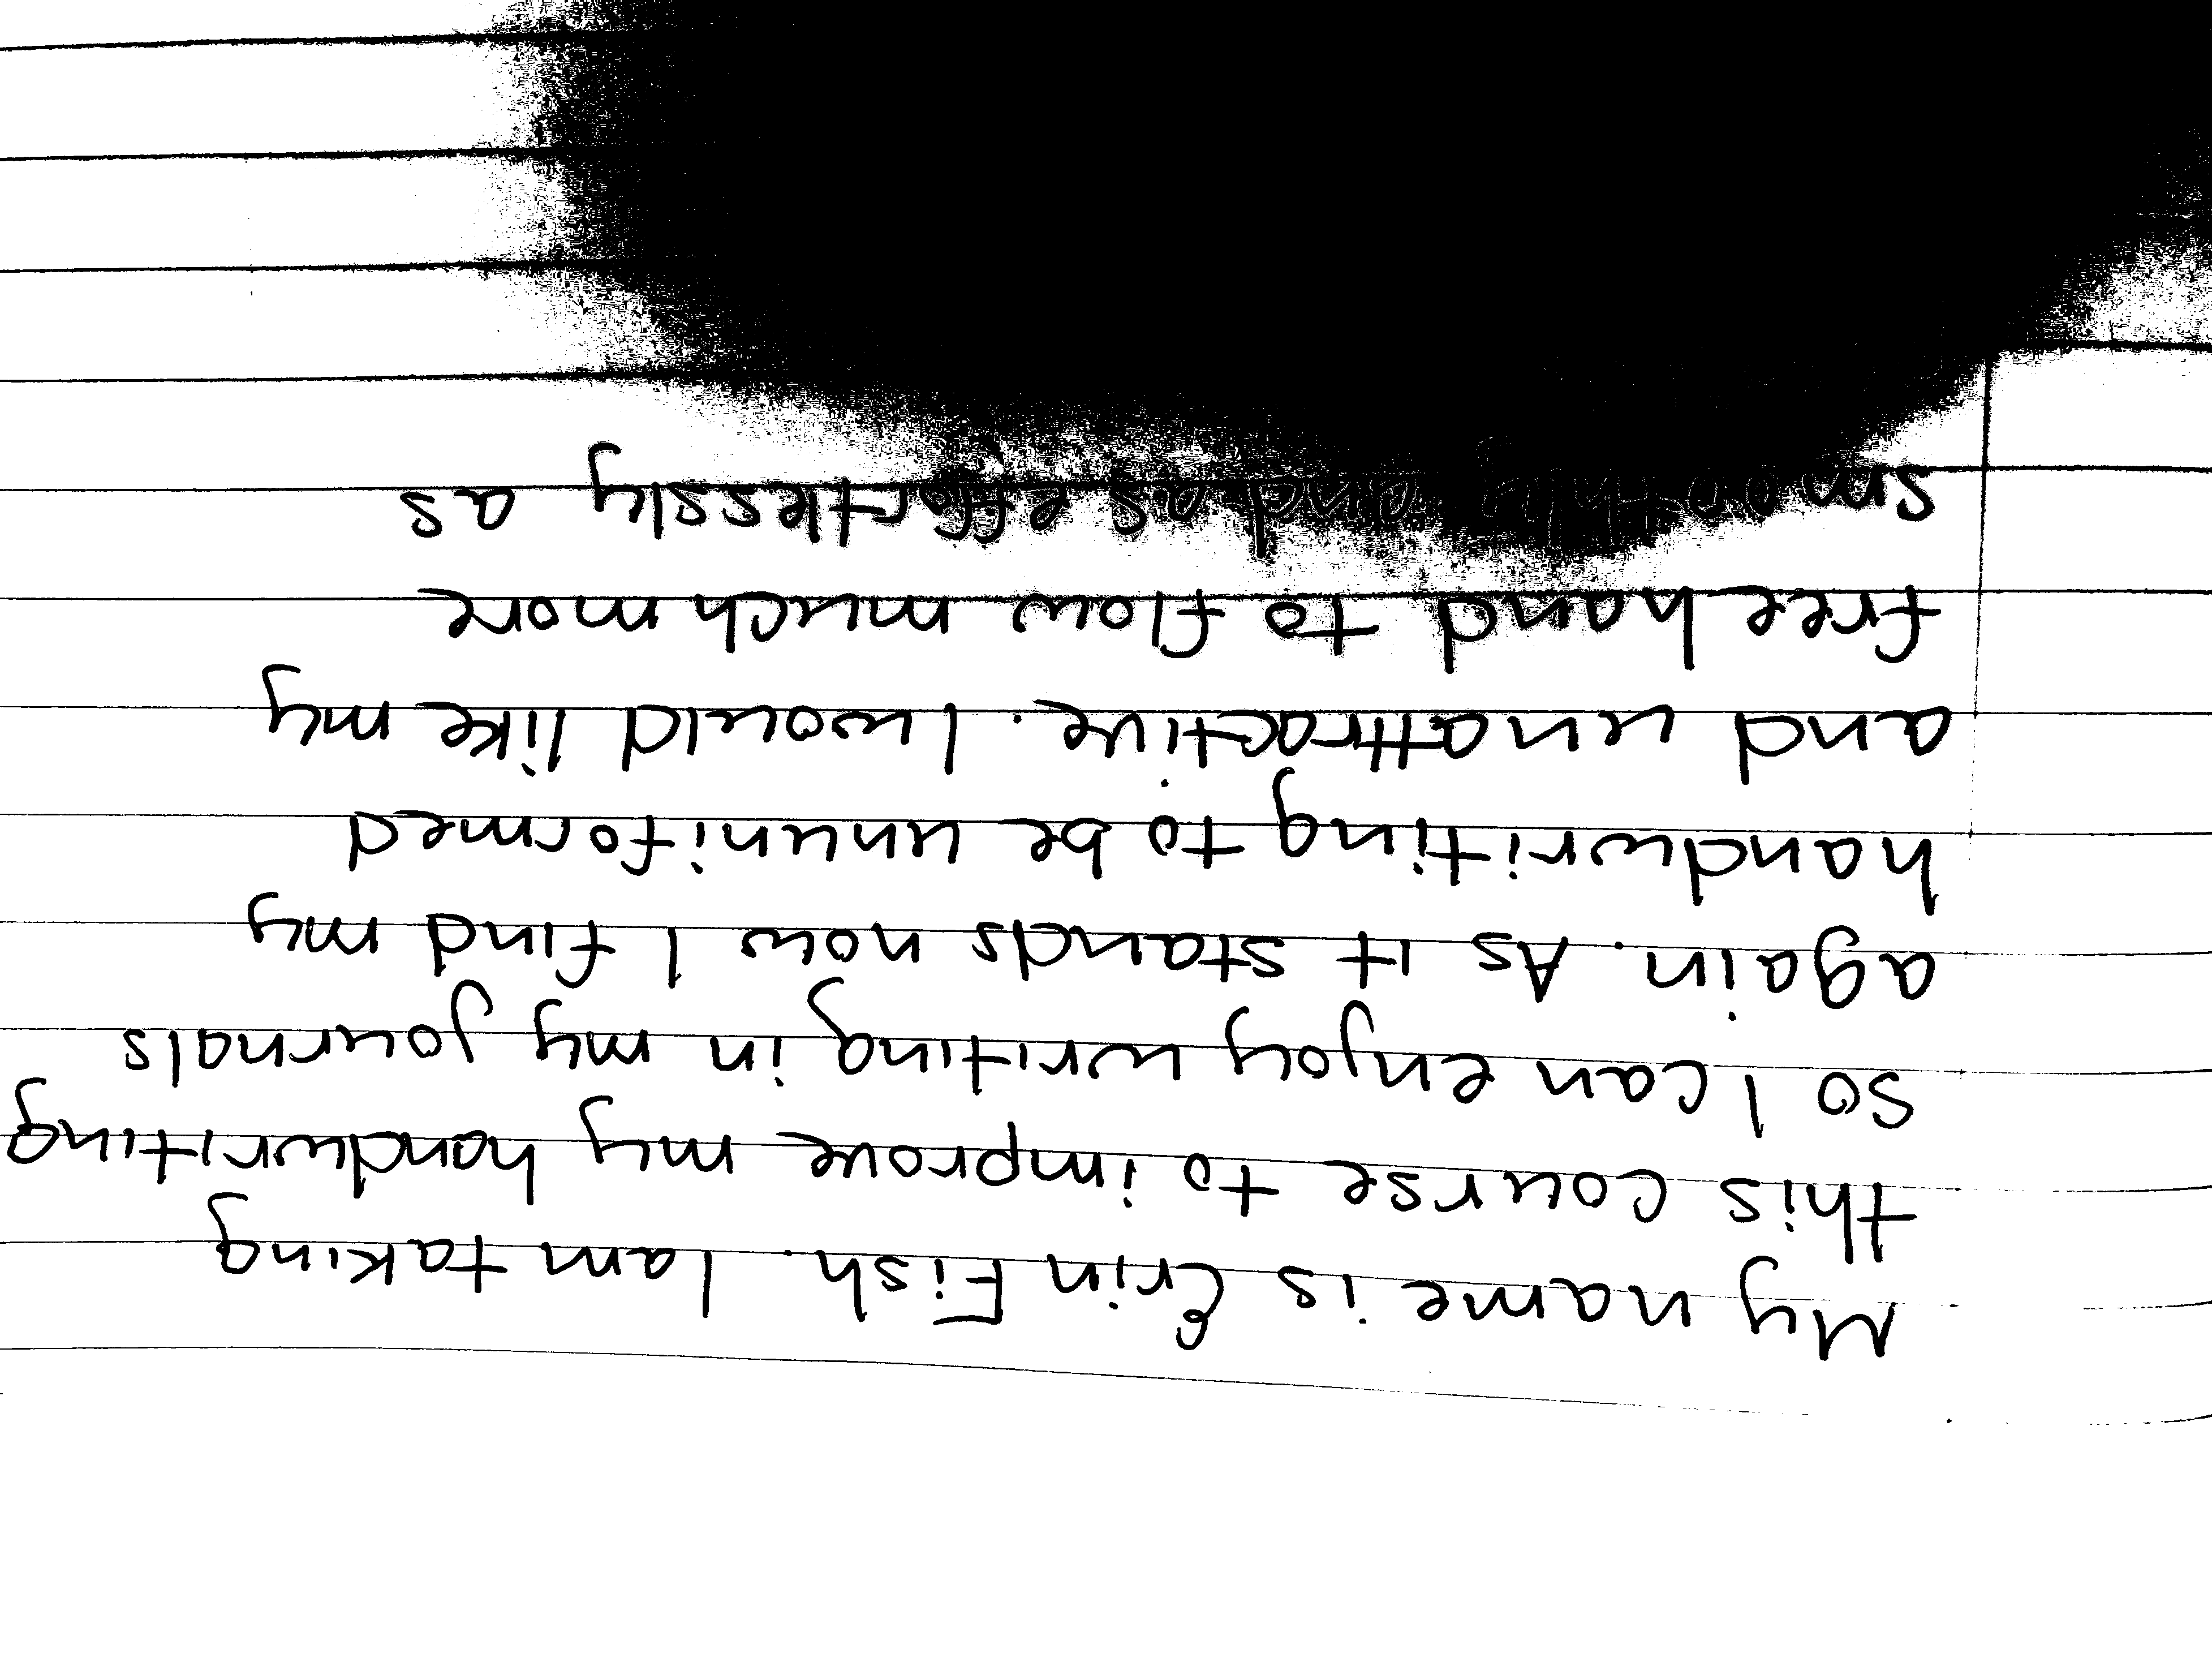 My name is Erin Fish. I am taking
this course to improve my handwriting
so I can enjoy writing in my journals
again. As it stands now I find my
handwriting to be ununiformed
and unattractive. I would like my
free hand to flow much more
smoothly and as effortlessly as